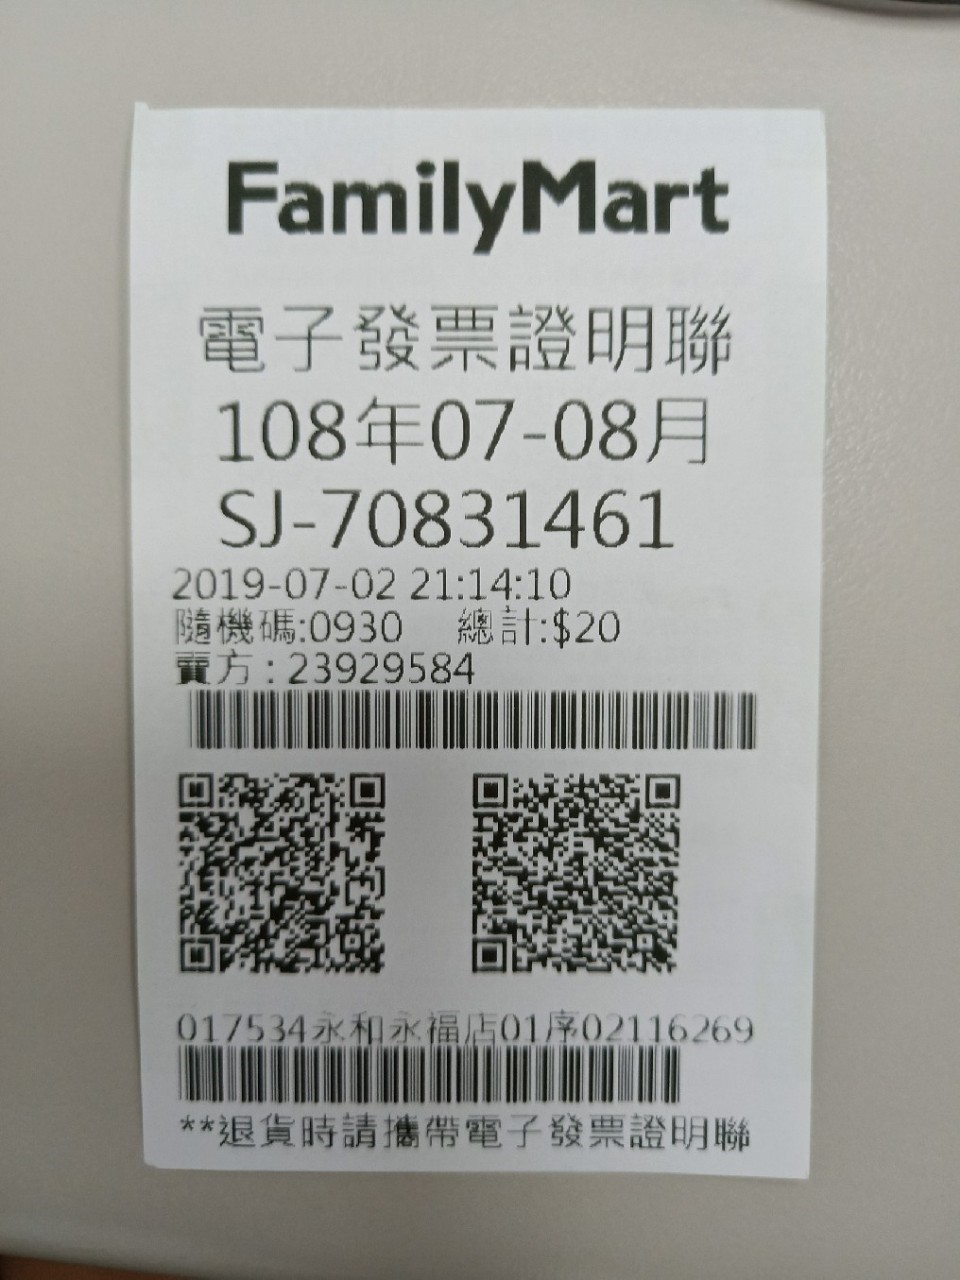 FamilyMart
電子發票證明聯
108年07-08月
SJ-70831461
2019-07-02 21:14:10
隨機碼:0930 總計:$20
賣方:23929584
017534永和永福店01序02116269
**退貨時請攜帶電子發票證明聯